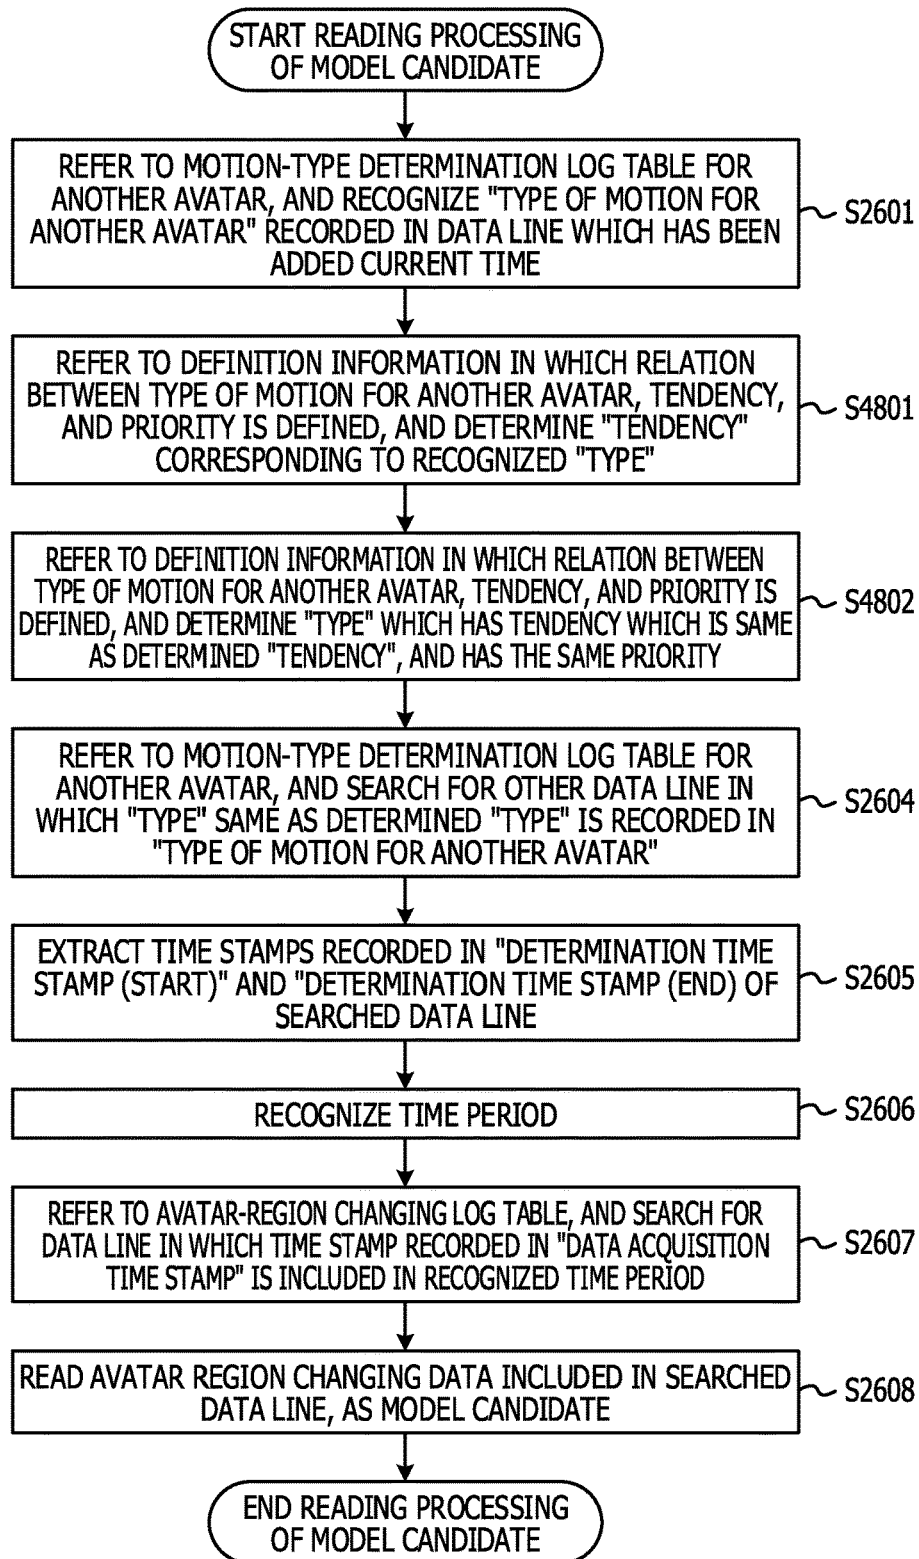 START READING PROCESSING
OF MODEL CANDIDATE
REFER TO MOTION-TYPE DETERMINATION LOG TABLE FOR
ANOTHER AVATAR, AND RECOGNIZE "TYPE OF MOTION FOR
ANOTHER AVATAR" RECORDED IN DATA LINE WHICH HAS BEEN
ADDED CURRENT TIME
S2601
REFER TO DEFINITION INFORMATION IN WHICH RELATION
BETWEEN TYPE OF MOTION FOR ANOTHER AVATAR, TENDENCY,
AND PRIORITY IS DEFINED, AND DETERMINE "TENDENCY"
CORRESPONDING TO RECOGNIZED "TYPE"
S4801
REFER TO DEFINITION INFORMATION IN WHICH RELATION BETWEEN
TYPE OF MOTION FOR ANOTHER AVATAR, TENDENCY, AND PRIORITY IS
DEFINED, AND DETERMINE "TYPE" WHICH HAS TENDENCY WHICH IS SAME
AS DETERMINED "TENDENCY", AND HAS THE SAME PRIORITY
S4802
REFER TO MOTION-TYPE DETERMINATION LOG TABLE FOR
ANOTHER AVATAR, AND SEARCH FOR OTHER DATA LINE IN
WHICH "TYPE" SAME AS DETERMINED "TYPE" IS RECORDED IN
"TYPE OF MOTION FOR ANOTHER AVATAR"
S2604
EXTRACT TIME STAMPS RECORDED IN "DETERMINATION TIME
STAMP (START)" AND "DETERMINATION TIME STAMP (END) OF
SEARCHED DATA LINE
S2605
RECOGNIZE TIME PERIOD
S2606
REFER TO AVATAR-REGION CHANGING LOG TABLE, AND SEARCH FOR
DATA LINE IN WHICH TIME STAMP RECORDED IN "DATA ACQUISITION
TIME STAMP" IS INCLUDED IN RECOGNIZED TIME PERIOD
S2607
READ AVATAR REGION CHANGING DATA INCLUDED IN SEARCHED
DATA LINE, AS MODEL CANDIDATE
S2608
END READING PROCESSING
OF MODEL CANDIDATE